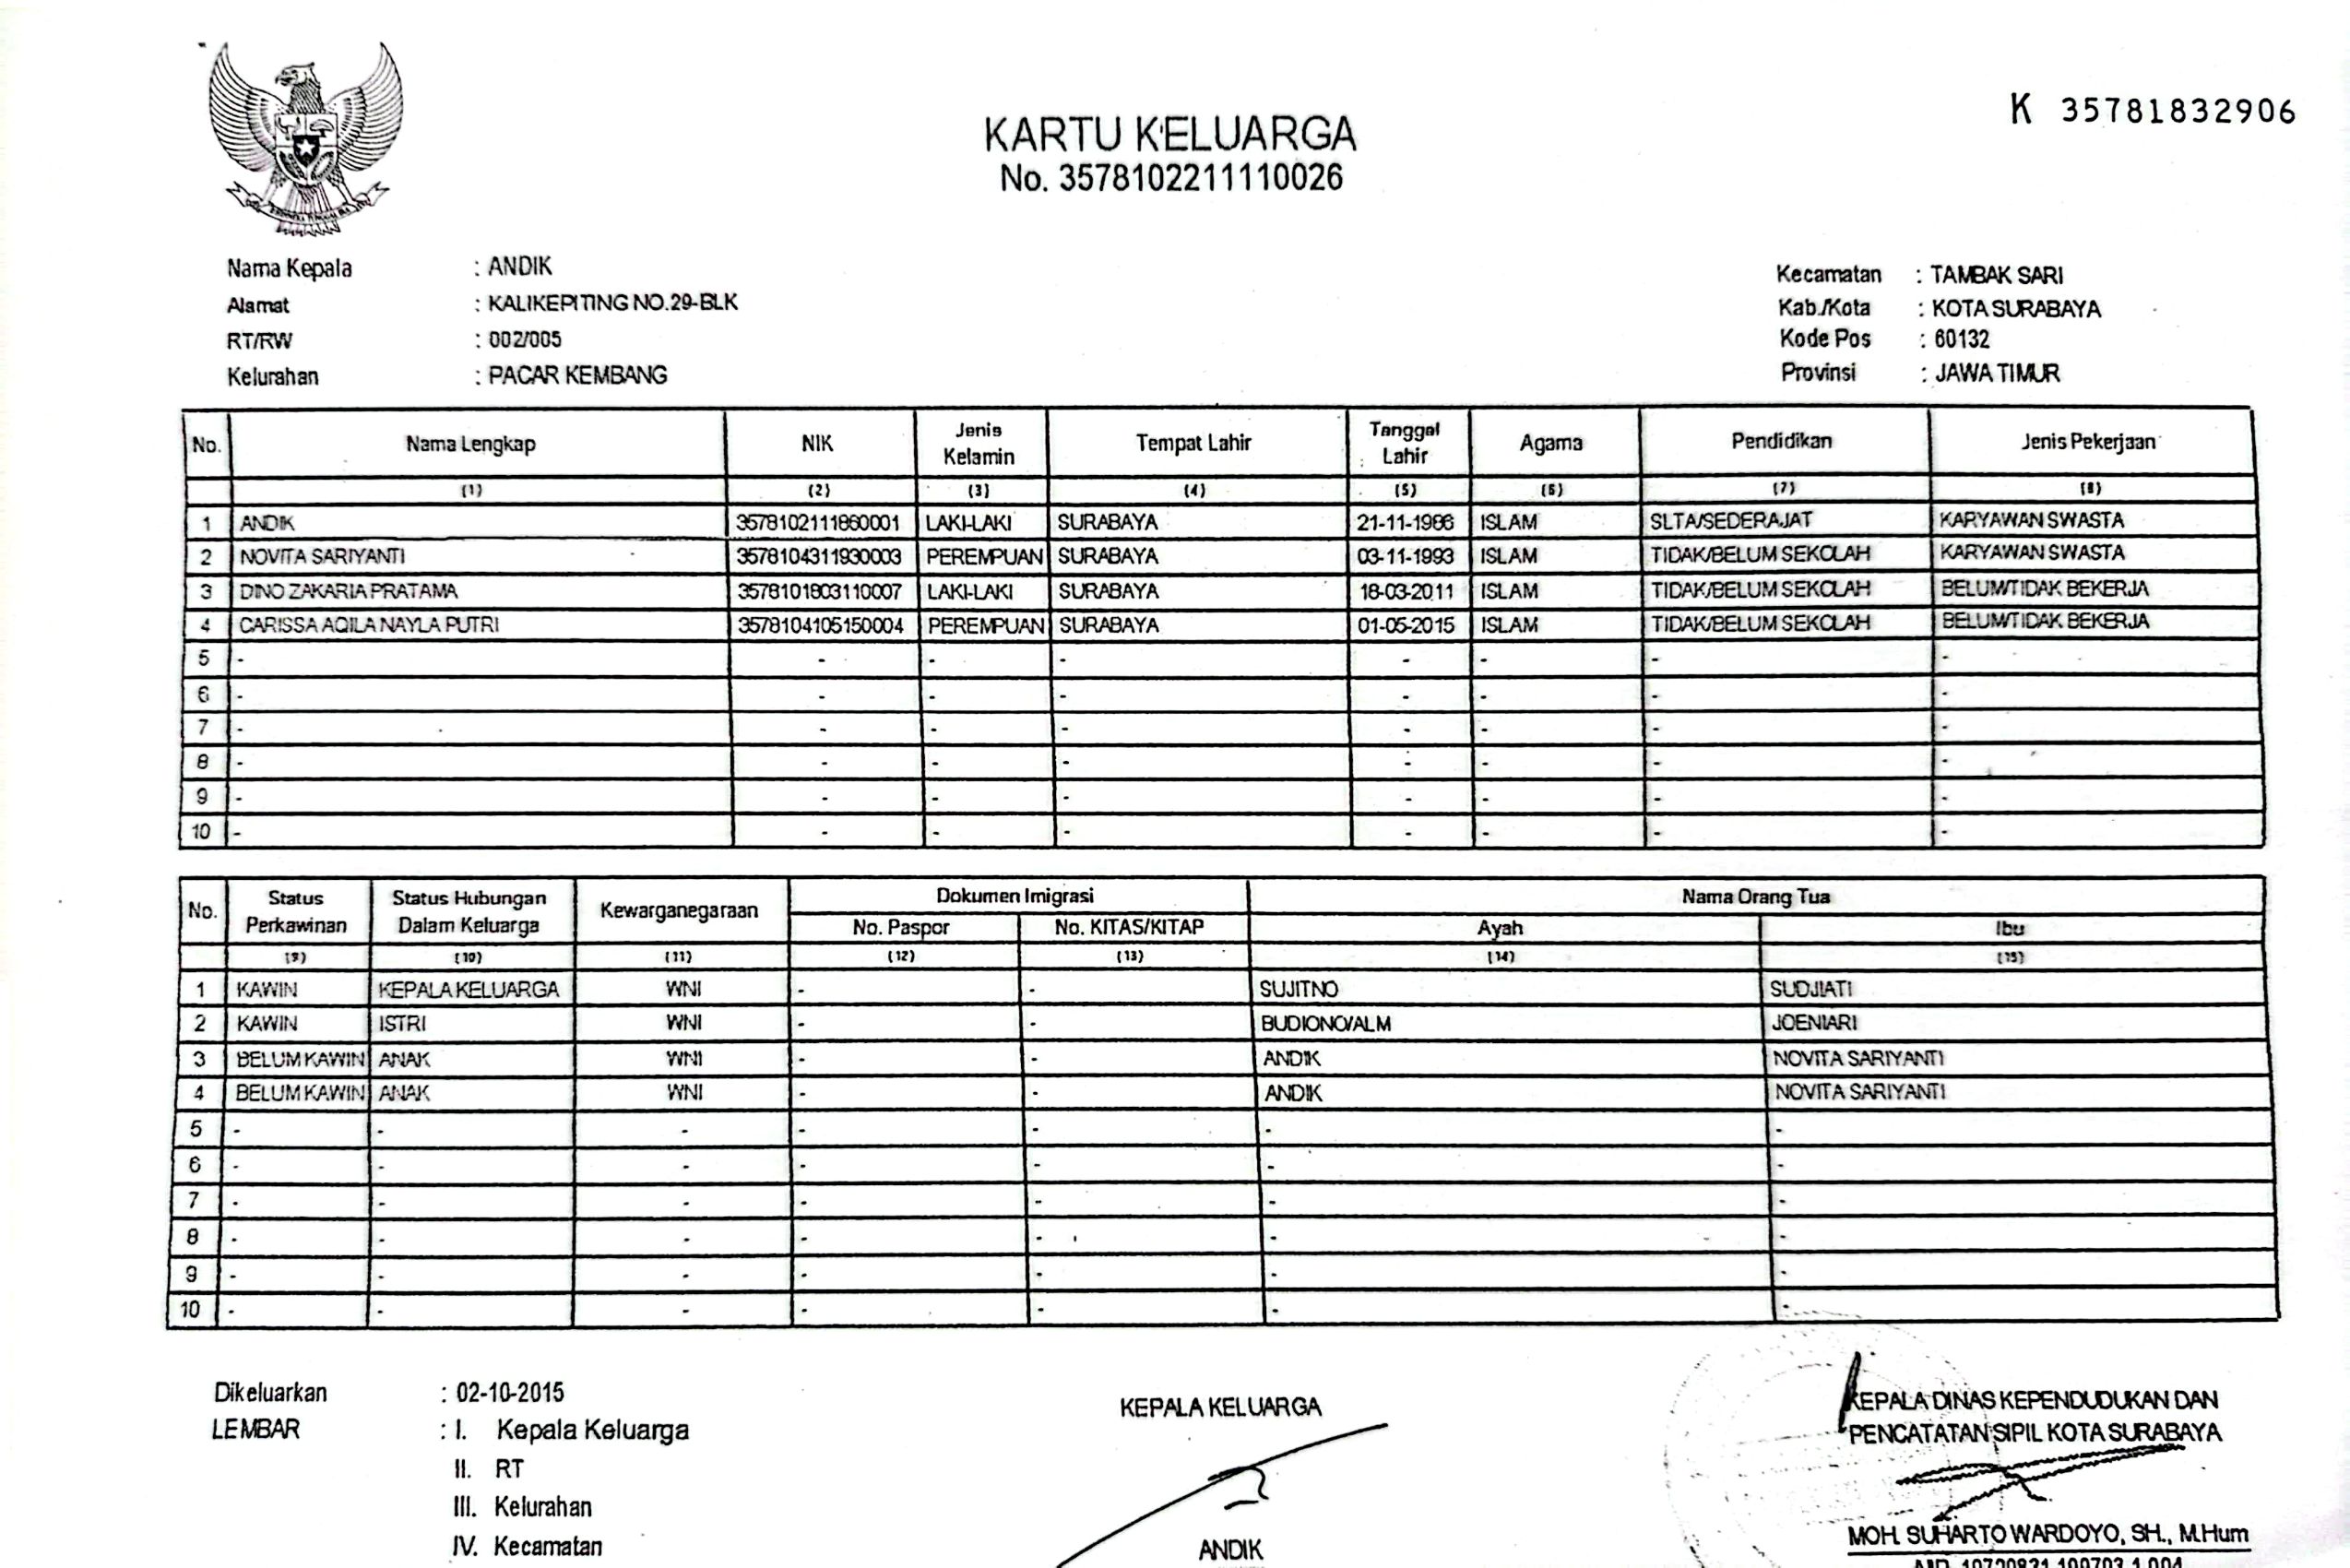 K 35781832906
KARTU KELUARGA
No. 3578102211110026
Nama Kepala : ANDIK
Alamat : KALIKEPITING NO.29-BLK
RT/RW : 002/005
Kelurahan : PACAR KEMBANG
Kecamatan : TAMBAK SARI
Kab./Kota : KOTA SURABAYA
Kode Pos : 60132
Provinsi : JAWA TIMUR
No. Nama Lengkap NIK Jenis Kelamin Tempat Lahir Tanggal Lahir Agama Pendidikan Jenis Pekerjaan
(1) (2) (3) (4) (5) (6) (7) (8)
1 ANDIK 3578102111860001 LAKI-LAKI SURABAYA 21-11-1986 ISLAM SLTA/SEDERAJAT KARYAWAN SWASTA
2 NOVITA SARIYANTI 3578104311930003 PEREMPUAN SURABAYA 03-11-1993 ISLAM TIDAK/BELUM SEKOLAH KARYAWAN SWASTA
3 DINO ZAKARIA PRATAMA 3578101803110007 LAKI-LAKI SURABAYA 18-03-2011 ISLAM TIDAK/BELUM SEKOLAH BELUM/TIDAK BEKERJA
4 CARISSA AQILA NAYLA PUTRI 3578104105150004 PEREMPUAN SURABAYA 01-05-2015 ISLAM TIDAK/BELUM SEKOLAH BELUM/TIDAK BEKERJA
5 - - - - - - - -
6 - - - - - - - -
7 - - - - - - - -
8 - - - - - - - -
9 - - - - - - - -
10 - - - - - - - -
No. Status Perkawinan Status Hubungan Dalam Keluarga Kewarganegaraan Dokumen Imigrasi Nama Orang Tua
No. Paspor No. KITAS/KITAP Ayah Ibu
(9) (10) (11) (12) (13) (14) (15)
1 KAWIN KEPALA KELUARGA WNI - - SUJITNO SUDJIATI
2 KAWIN ISTRI WNI - - BUDIONO/ALM JOENIARI
3 BELUM KAWIN ANAK WNI - - ANDIK NOVITA SARIYANTI
4 BELUM KAWIN ANAK WNI - - ANDIK NOVITA SARIYANTI
5 - - - - - - -
6 - - - - - - -
7 - - - - - - -
8 - - - - - - -
9 - - - - - - -
10 - - - - - - -
Dikeluarkan : 02-10-2015
LEMBAR : I. Kepala Keluarga
II. RT
III. Kelurahan
IV. Kecamatan
KEPALA KELUARGA
ANDIK
KEPALA DINAS KEPENDUDUKAN DAN
PENCATATAN SIPIL KOTA SURABAYA
MOH. SUHARTO WARDOYO, SH., M.Hum